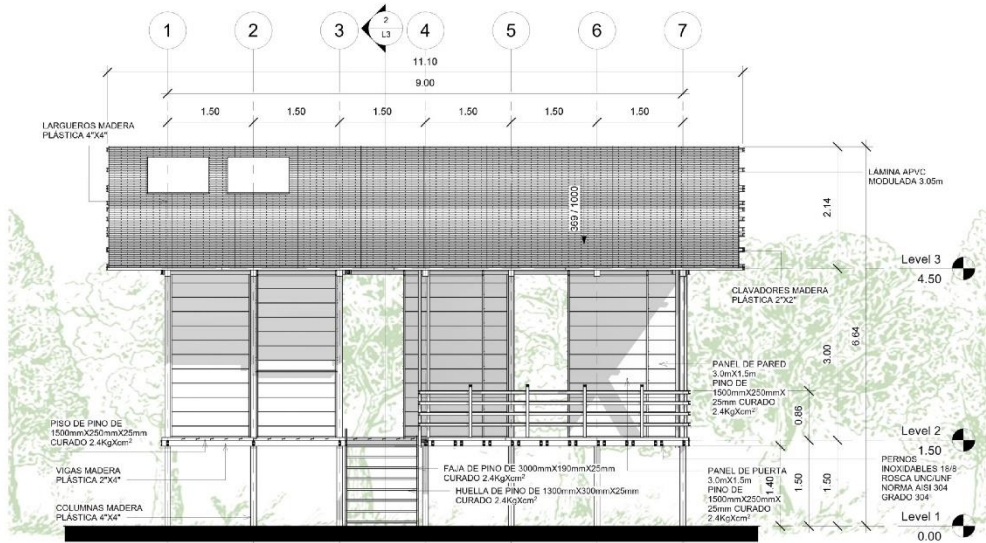 1
2
3
2
L3
4
5
6
7
11.10
9.00
1.50
1.50
1.50
1.50
1.50
1.50
LARGUEROS MADERA
PLÁSTICA 4"X4"
LÁMINA APVC
MODULADA 3.05m
369 / 1000
2.14
Level 3
4.50
CLAVADORES MADERA
PLÁSTICA 2"X2"
3.00
6.64
PANEL DE PARED
3.0mX1.5m
PINO DE
1500mmX250mmX
25mm CURADO
2.4KgXcm²
0.86
PISO DE PINO DE
1500mmX250mmX25mm
CURADO 2.4KgXcm²
Level 2
1.50
VIGAS MADERA
PLÁSTICA 2"X4"
FAJA DE PINO DE 3000mmX190mmX25mm
CURADO 2.4KgXcm²
HUELLA DE PINO DE 1300mmX300mmX25mm
CURADO 2.4KgXcm²
PANEL DE PUERTA
3.0mX1.5m
PINO DE
1500mmX250mmX
25mm CURADO
2.4KgXcm²
1.40
1.50
1.50
PERNOS
INOXIDABLES 18/8
ROSCA UNC/UNF
NORMA AISI 304
GRADO 304
COLUMNAS MADERA
PLÁSTICA 4"X4"
Level 1
0.00